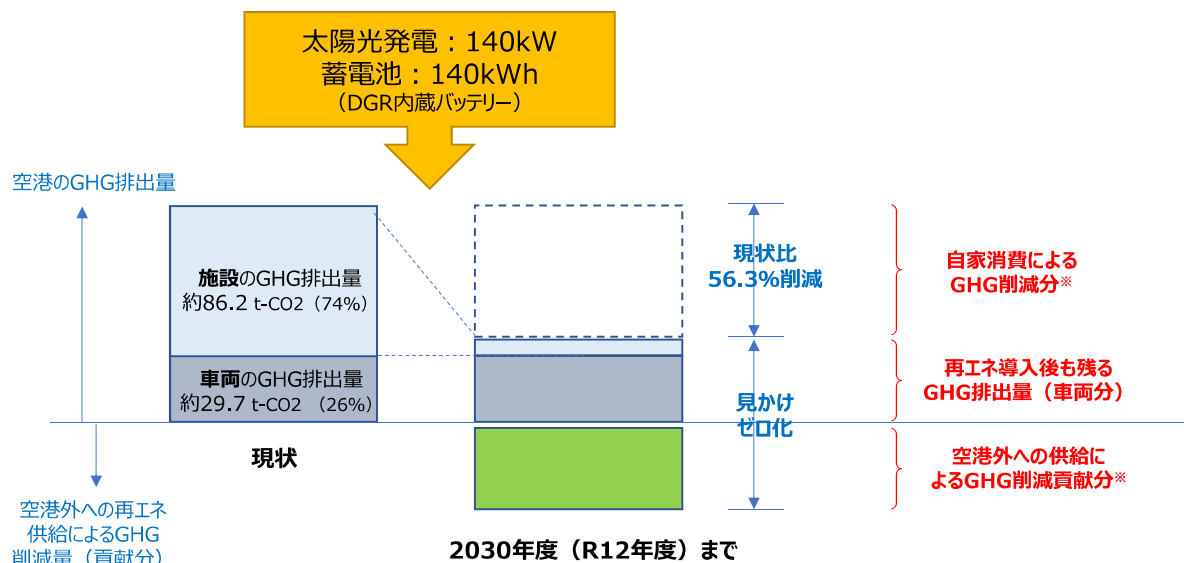 太陽光発電：140kW
蓄電池：140kWh
（DGR内蔵バッテリー）
空港のGHG排出量
施設のGHG排出量
約86.2 t-CO2（74%）
車両のGHG排出量
約29.7 t-CO2 （26%）
現状
空港外への再エネ
供給によるGHG
削減量（貢献分）
現状比
56.3%削減
見かけ
ゼロ化
自家消費による
GHG削減分※
再エネ導入後も残る
GHG排出量（車両分）
空港外への供給に
よるGHG削減貢献分※
2030年度（R12年度）まで